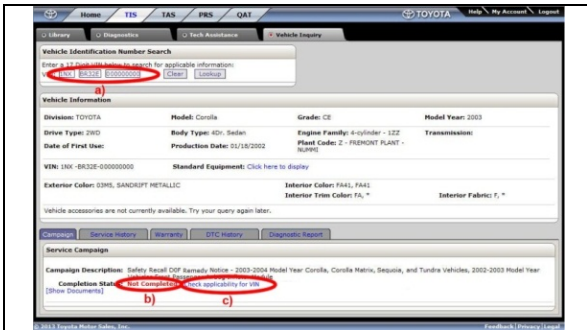 Home TIS TAS PRS QAT TOYOTA Help \ My Account \ Logout
Library Diagnostics Tech Assistance Vehicle Inquiry
Vehicle Identification Number Search
Enter a 17 Digit VIN below to search for applicable information:
VIN: 1NX BR32E 000000000 Clear Lookup
a)
Vehicle Information
Division: TOYOTA Model: Corolla Grade: CE Model Year: 2003
Drive Type: 2WD Body Type: 4Dr. Sedan Engine Family: 4-cylinder - 1ZZ Transmission:
Date of First Use: Production Date: 01/18/2002 Plant Code: Z - FREMONT PLANT -
NUMMI
VIN: 1NX -BR32E-000000000 Standard Equipment: Click here to display
Exterior Color: 03MS, SANDRIFT METALLIC Interior Color: FA41, FA41
Interior Trim Color: FA, * Interior Fabric: F, *
Vehicle accessories are not currently available. Try your query again later.
Campaign Service History Warranty DTC History Diagnostic Report
Service Campaign
Campaign Description: Safety Recall D0F Remedy Notice - 2003-2004 Model Year Corolla, Corolla Matrix, Sequoia, and Tundra Vehicles, 2002-2003 Model Year
Completion Status: Not Completed Check applicability for VIN
[Show Documents] b) c)
© 2013 Toyota Motor Sales, Inc. Feedback | Privacy | Legal